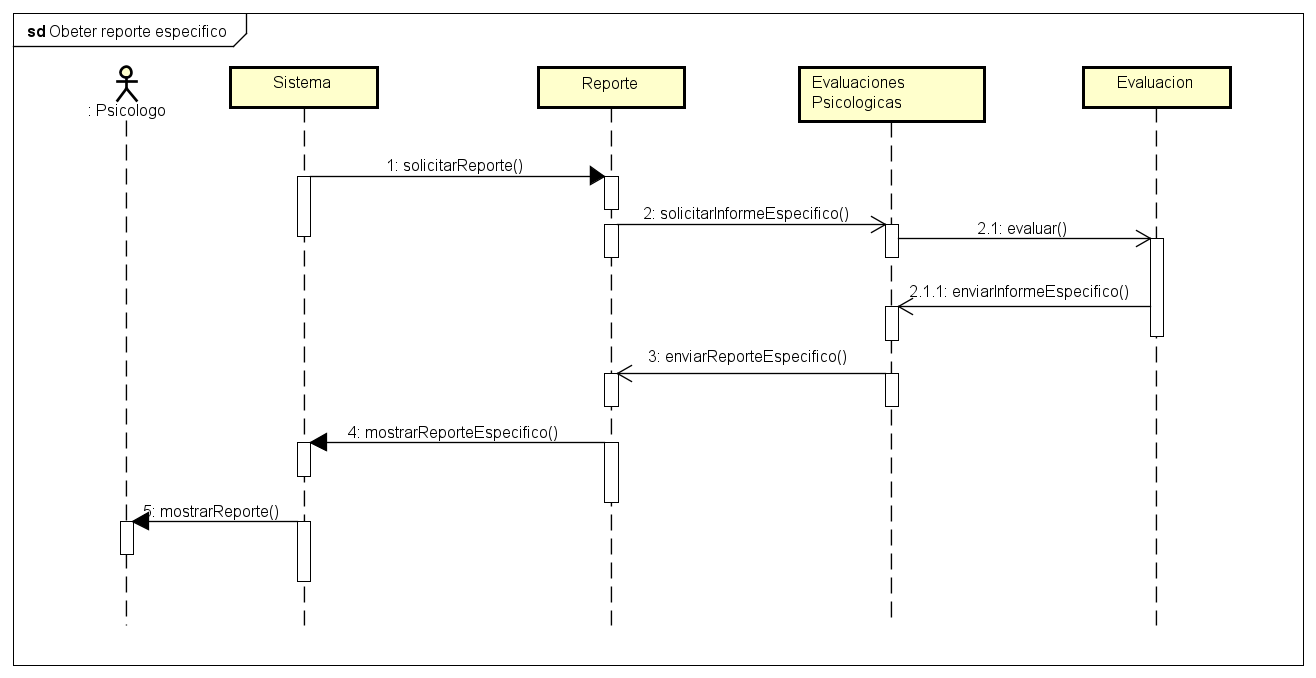 sd Obeter reporte especifico
: Psicologo
Sistema
Reporte
Evaluaciones
Psicologicas
Evaluacion
1: solicitarReporte()
2: solicitarInformeEspecifico()
2.1: evaluar()
2.1.1: enviarInformeEspecifico()
3: enviarReporteEspecifico()
4: mostrarReporteEspecifico()
5: mostrarReporte()